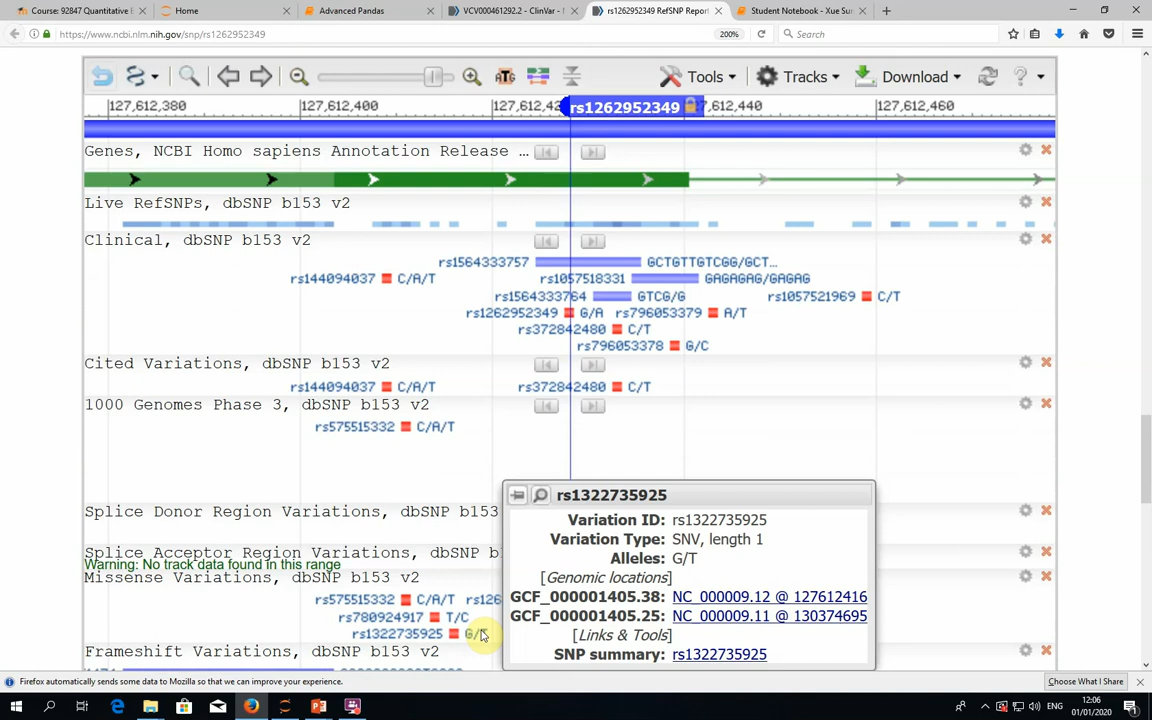 Course: 92847 Quantitative
Home
Advanced Pandas
VCV000461292.2 - ClinVar - N
rs1262952349 RefSNP Report
Student Notebook - Xue Su
https://www.ncbi.nlm.nih.gov/snp/rs1262952349
200%
Search
Tools
Tracks
Download
?
127,612,380
127,612,400
127,612,42
rs1262952349
7,612,440
127,612,460
Genes, NCBI Homo sapiens Annotation Release ...
Live RefSNPs, dbSNP b153 v2
Clinical, dbSNP b153 v2
rs1564333757
GCTGTTGTCGG/GCT...
rs144094037
C/A/T
rs1057518331
GAGAGAG/GAGAG
rs1564333764
GTCG/G
rs1057521969
C/T
rs1262952349
G/A
rs796053379
A/T
rs372842480
C/T
rs796053378
G/C
Cited Variations, dbSNP b153 v2
rs144094037
C/A/T
rs372842480
C/T
1000 Genomes Phase 3, dbSNP b153 v2
rs575515332
C/A/T
rs1322735925
Variation ID: rs1322735925
Variation Type: SNV, length 1
Alleles: G/T
[Genomic locations]
GCF_000001405.38: NC_000009.12 @ 127612416
GCF_000001405.25: NC_000009.11 @ 130374695
[Links & Tools]
SNP summary: rs1322735925
Splice Donor Region Variations, dbSNP b153
Splice Acceptor Region Variations, dbSNP b
Warning: No track data found in this range
Missense Variations, dbSNP b153 v2
rs575515332
C/A/T
rs126
rs780924917
T/C
rs1322735925
G/T
Frameshift Variations, dbSNP b153 v2
Firefox automatically sends some data to Mozilla so that we can improve your experience.
Choose What I Share
ENG
12:06
01/01/2020